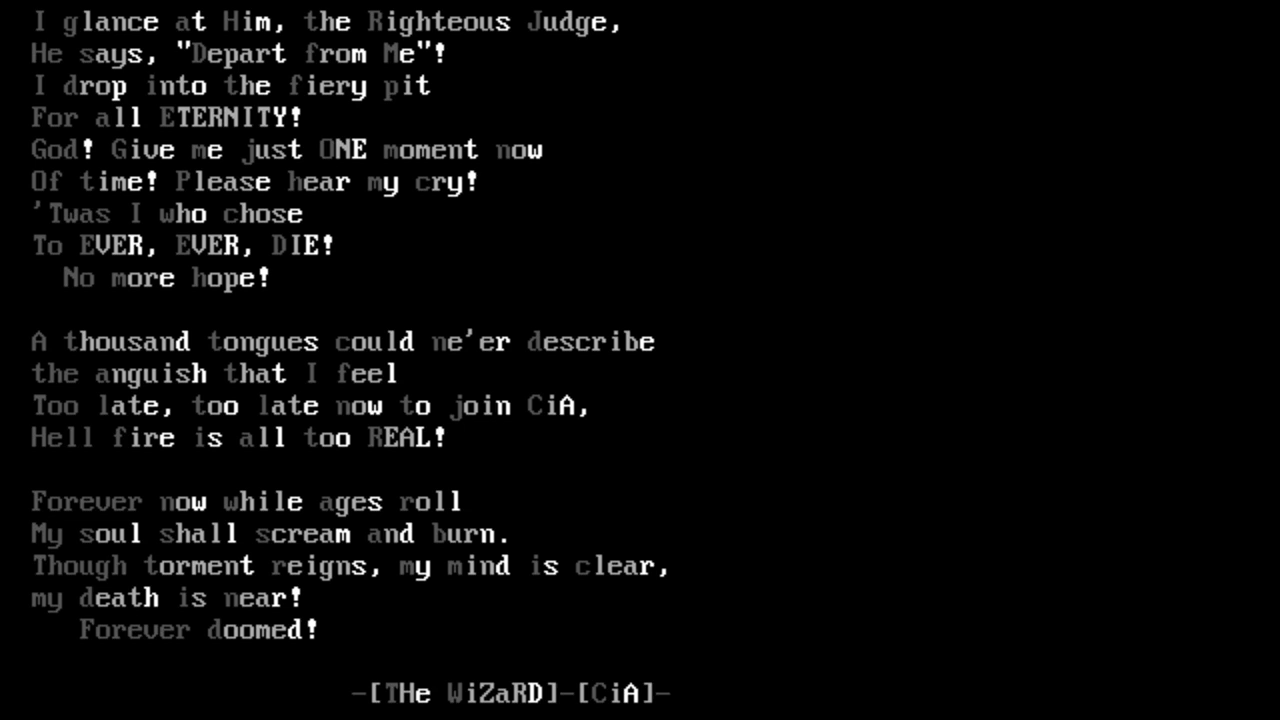 I glance at Him, the Righteous Judge,
He says, "Depart from Me"!
I drop into the fiery pit
For all ETERNITY!
God! Give me just ONE moment now
Of time! Please hear my cry!
'Twas I who chose
To EVER, EVER, DIE!
No more hope!
A thousand tongues could ne'er describe
the anguish that I feel
Too late, too late now to join CiA,
Hell fire is all too REAL!
Forever now while ages roll
My soul shall scream and burn.
Though torment reigns, my mind is clear,
my death is near!
Forever doomed!
-[THe WiZaRD]-[CiA]-